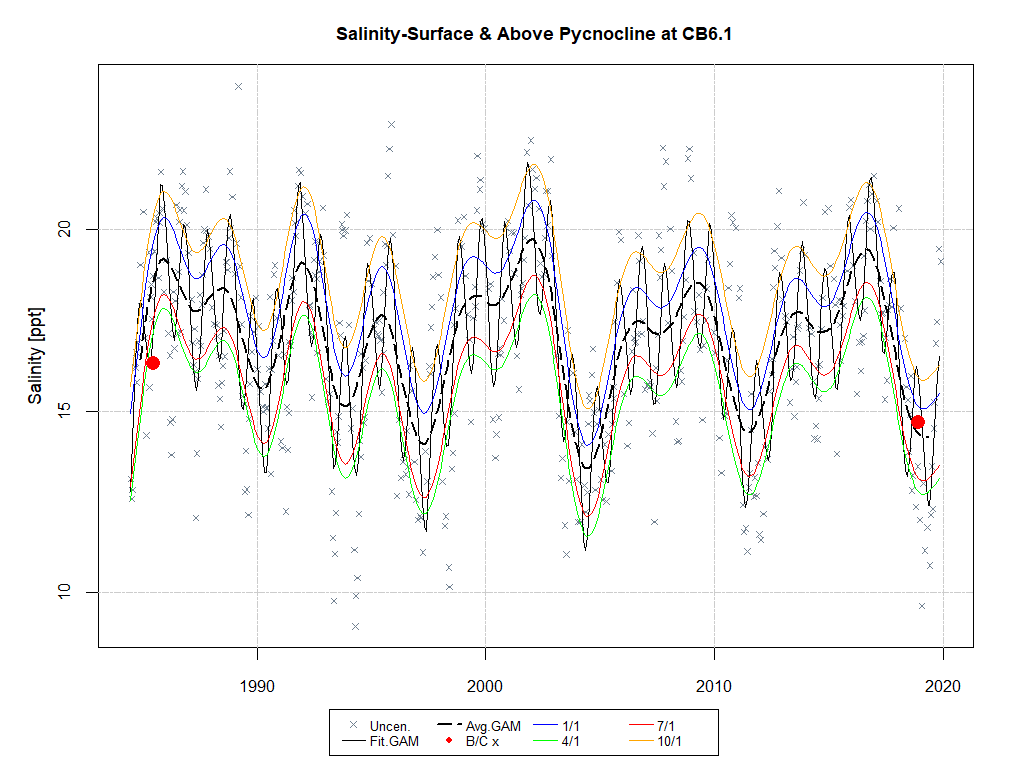 Salinity-Surface & Above Pycnocline at CB6.1
Salinity [ppt]
20
15
10
1990 2000 2010 2020
Uncen. Avg.GAM 1/1 7/1
Fit.GAM B/C x 4/1 10/1